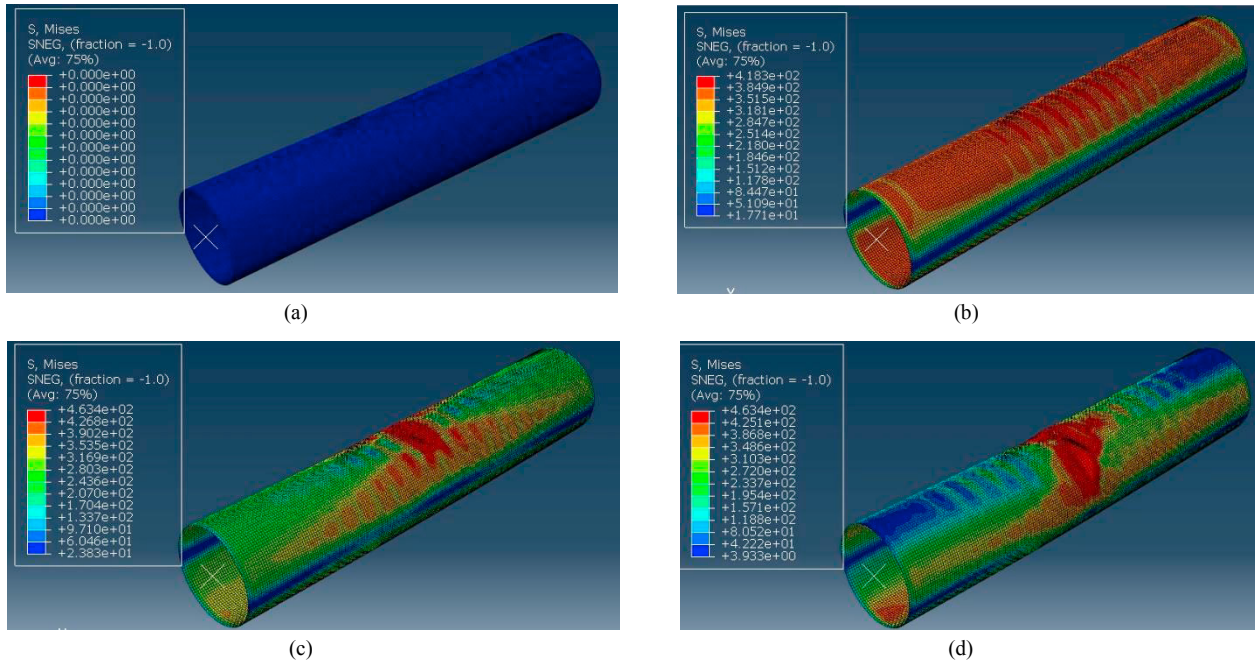 S, Mises
SNEG, (fraction = -1.0)
(Avg: 75%)
+0.000e+00
+0.000e+00
+0.000e+00
+0.000e+00
+0.000e+00
+0.000e+00
+0.000e+00
+0.000e+00
+0.000e+00
+0.000e+00
+0.000e+00
+0.000e+00
+0.000e+00
(a)
S, Mises
SNEG, (fraction = -1.0)
(Avg: 75%)
+4.183e+02
+3.849e+02
+3.515e+02
+3.181e+02
+2.847e+02
+2.514e+02
+2.180e+02
+1.846e+02
+1.512e+02
+1.178e+02
+8.447e+01
+5.109e+01
+1.771e+01
(b)
S, Mises
SNEG, (fraction = -1.0)
(Avg: 75%)
+4.634e+02
+4.268e+02
+3.902e+02
+3.535e+02
+3.169e+02
+2.803e+02
+2.436e+02
+2.070e+02
+1.704e+02
+1.337e+02
+9.710e+01
+6.046e+01
+2.383e+01
(c)
S, Mises
SNEG, (fraction = -1.0)
(Avg: 75%)
+4.634e+02
+4.251e+02
+3.868e+02
+3.486e+02
+3.103e+02
+2.720e+02
+2.337e+02
+1.954e+02
+1.571e+02
+1.188e+02
+8.052e+01
+4.222e+01
+3.933e+00
(d)